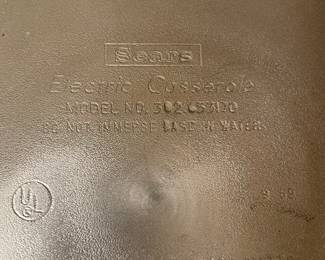 Sears
Electric Casserole
MODEL NO.
DO NOT IMMERSE BASE IN WATER
UL